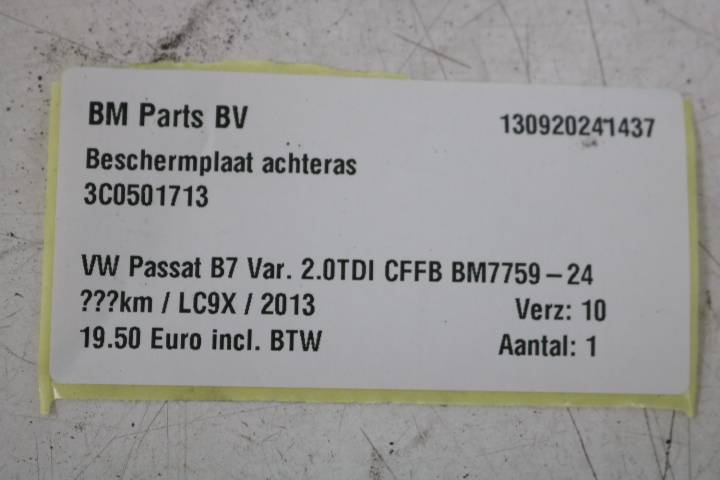 BM Parts BV 130920241437
Beschermplaat achteras
3C0501713
VW Passat B7 Var. 2.0TDI CFFB BM7759-24
???km / LC9X / 2013 Verz: 10
19.50 Euro incl. BTW Aantal: 1